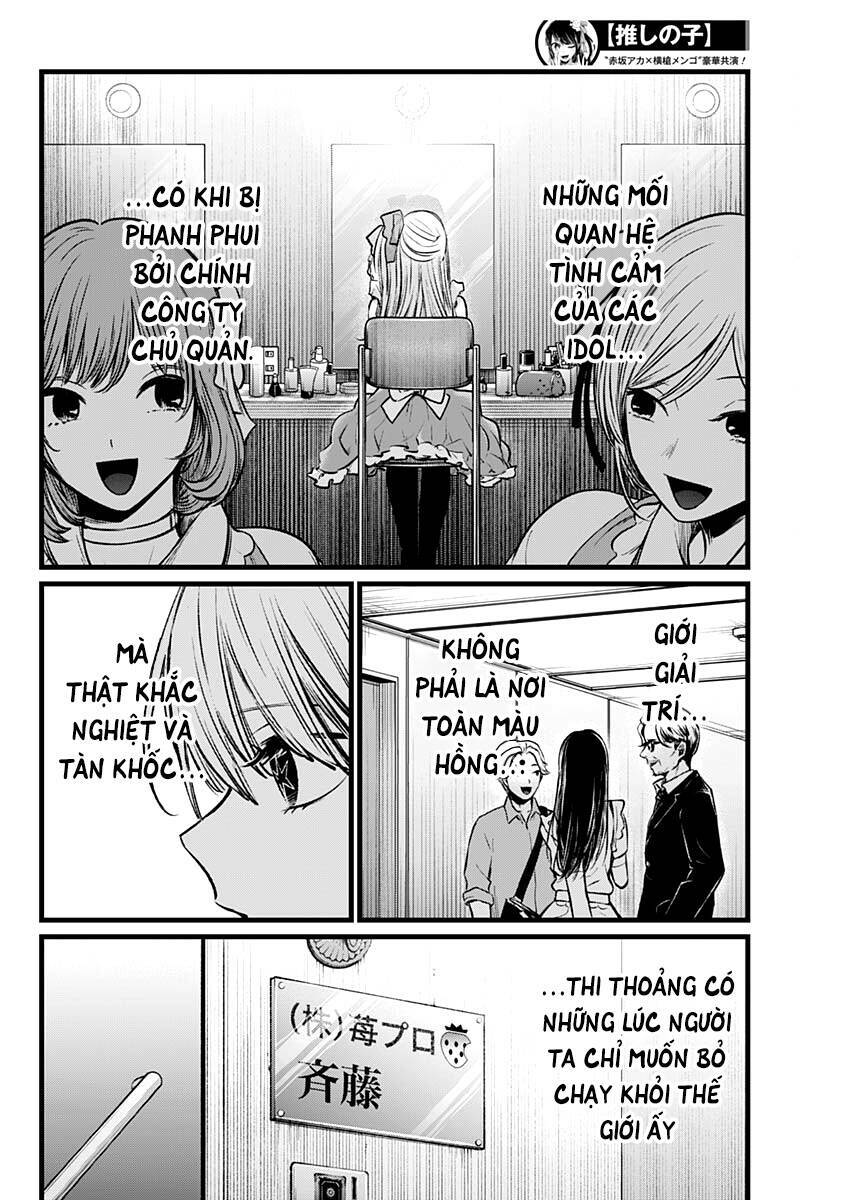 【推しの子】
“赤坂アカ×横槍メンゴ”豪華共演！
NHỮNG MỐI
QUAN HỆ
TÌNH CẢM
CỦA CÁC
IDOL...
...CÓ KHI BỊ
PHANH PHUI
BỞI CHÍNH
CÔNG TY
CHỦ QUẢN.
GIỚI
GIẢI
TRÍ...
KHÔNG
PHẢI LÀ NƠI
TOÀN MÀU
HỒNG...
MÀ
THẬT KHẮC
NGHIỆT VÀ
TÀN KHỐC...
...THI THOẢNG CÓ
NHỮNG LÚC NGƯỜI
TA CHỈ MUỐN BỎ
CHẠY KHỎI THẾ
GIỚI ẤY
(株)苺プロ
斉藤